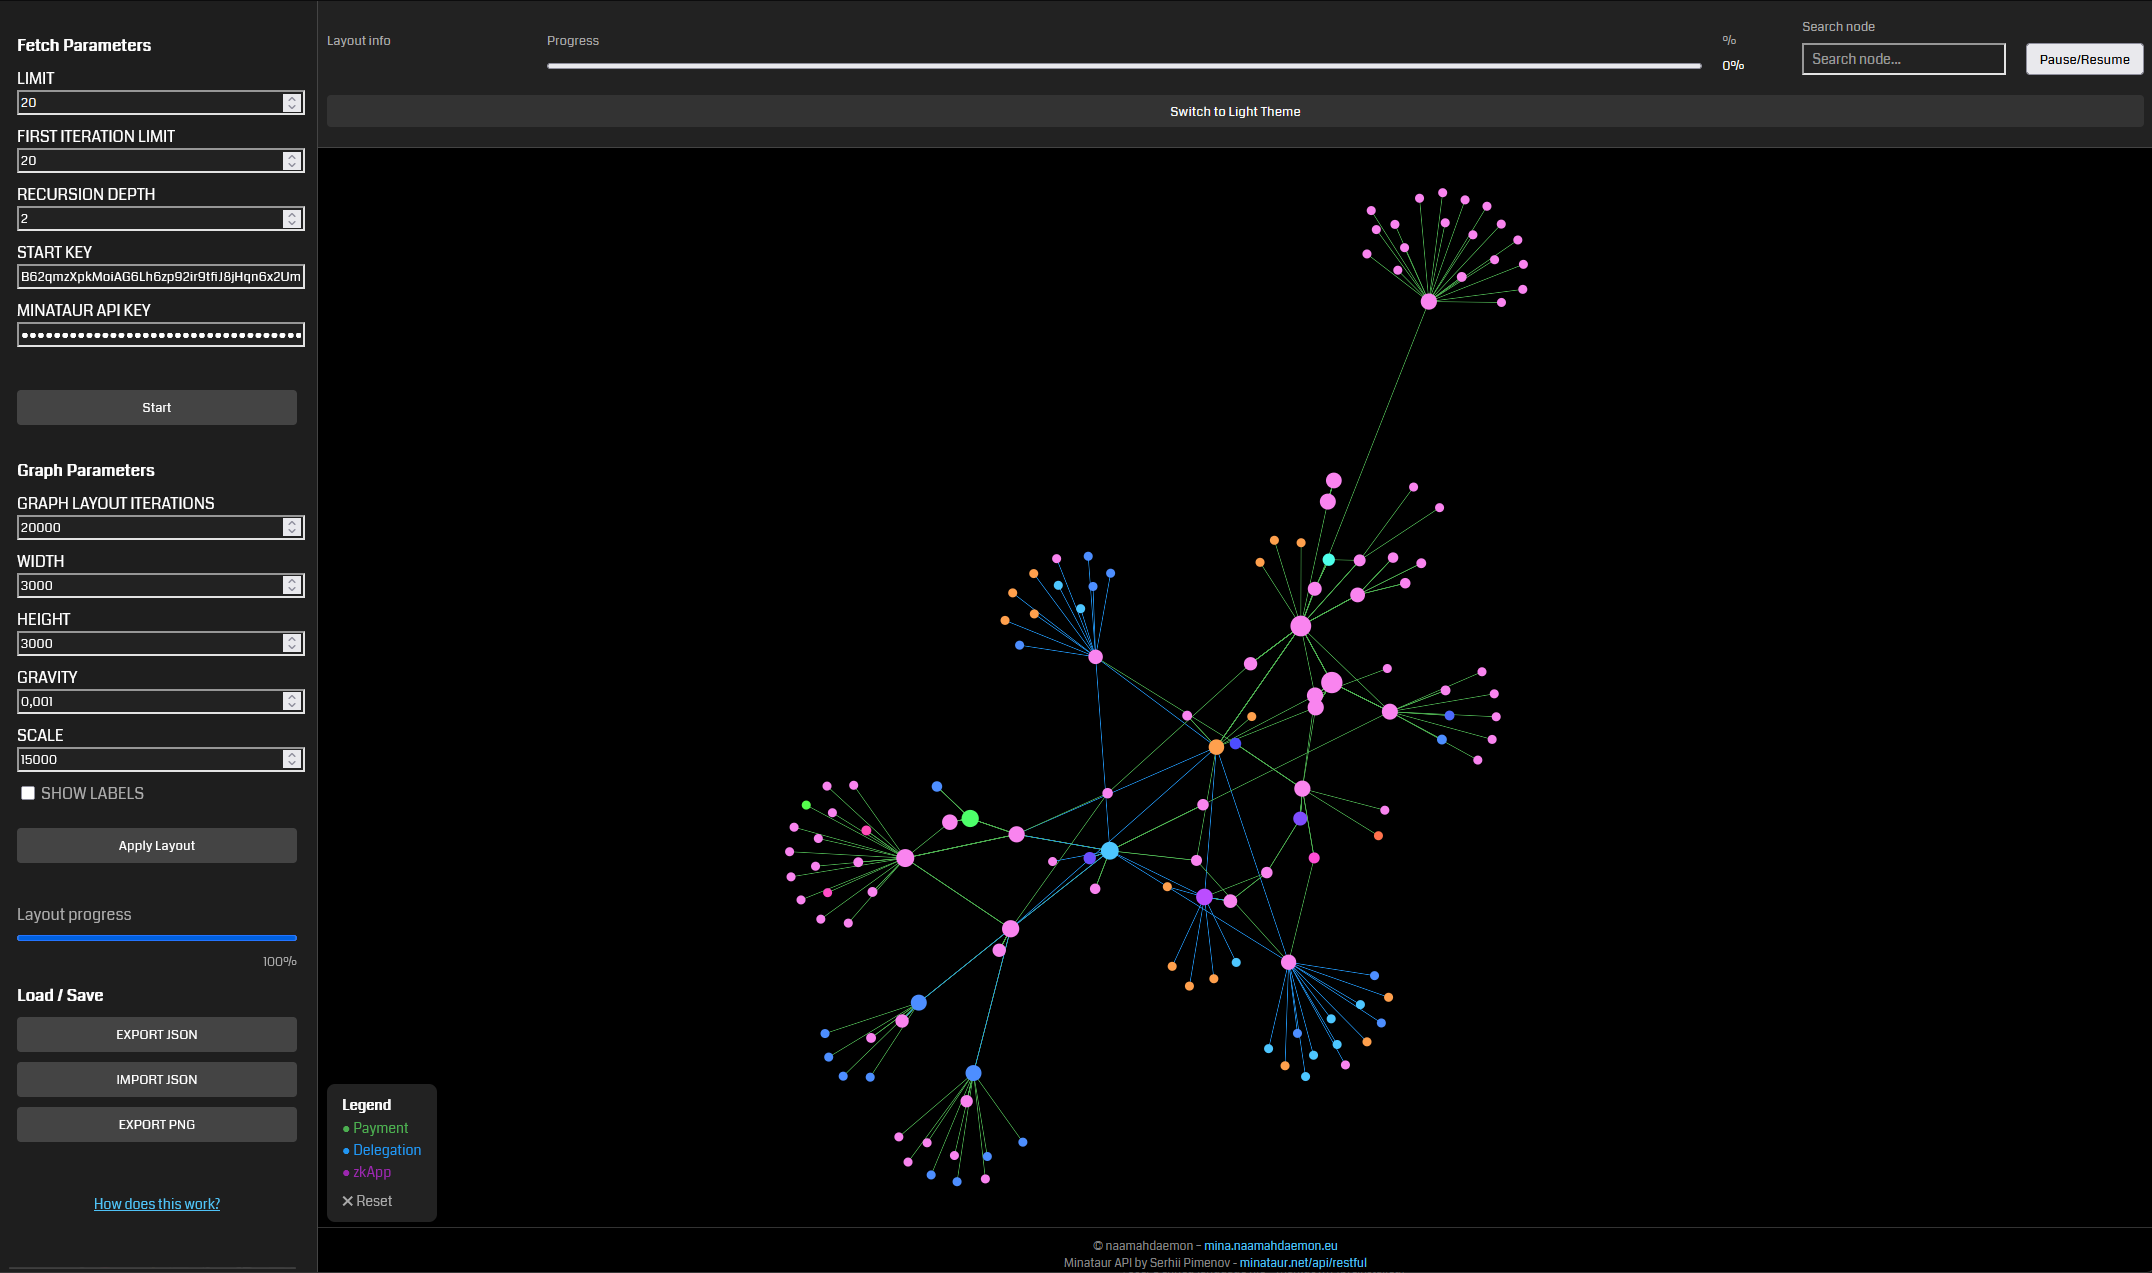 Fetch Parameters
LIMIT
20
FIRST ITERATION LIMIT
20
RECURSION DEPTH
2
START KEY
B62qmzXpkMoiAG6Lh6zp92ir9tfiJ8jHqn6x2Um
MINATAUR API KEY
Start
Graph Parameters
GRAPH LAYOUT ITERATIONS
20000
WIDTH
3000
HEIGHT
3000
GRAVITY
0,001
SCALE
15000
SHOW LABELS
Apply Layout
Layout progress
100%
Load / Save
EXPORT JSON
IMPORT JSON
EXPORT PNG
How does this work?
Layout info
Progress
%
0%
Search node
Search node...
Pause/Resume
Switch to Light Theme
Legend
Payment
Delegation
zkApp
✕ Reset
© naamahdaemon - mina.naamahdaemon.eu
Minataur API by Serhii Pimenov - minataur.net/api/restful